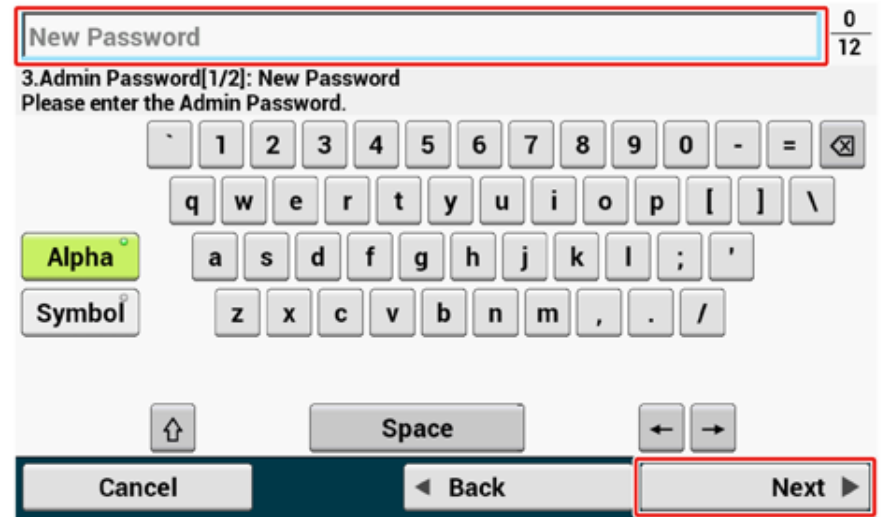 New Password
0
12
3.Admin Password[1/2]: New Password
Please enter the Admin Password.
` 1 2 3 4 5 6 7 8 9 0 - =
q w e r t y u i o p [ ] \
Alpha a s d f g h j k l ; '
Symbol z x c v b n m , . /
Space ← →
Cancel ◀ Back Next ▶